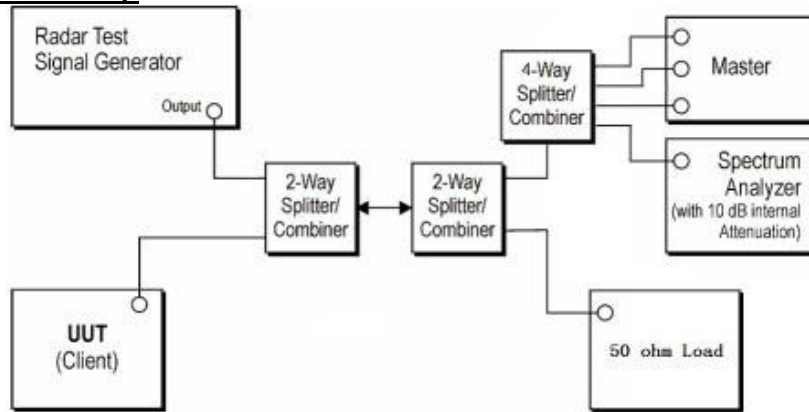 Radar Test
Signal Generator
Output
4-Way
Splitter/
Combiner
Master
2-Way
Splitter/
Combiner
2-Way
Splitter/
Combiner
Spectrum
Analyzer
(with 10 dB internal
Attenuation)
UUT
(Client)
50 ohm Load